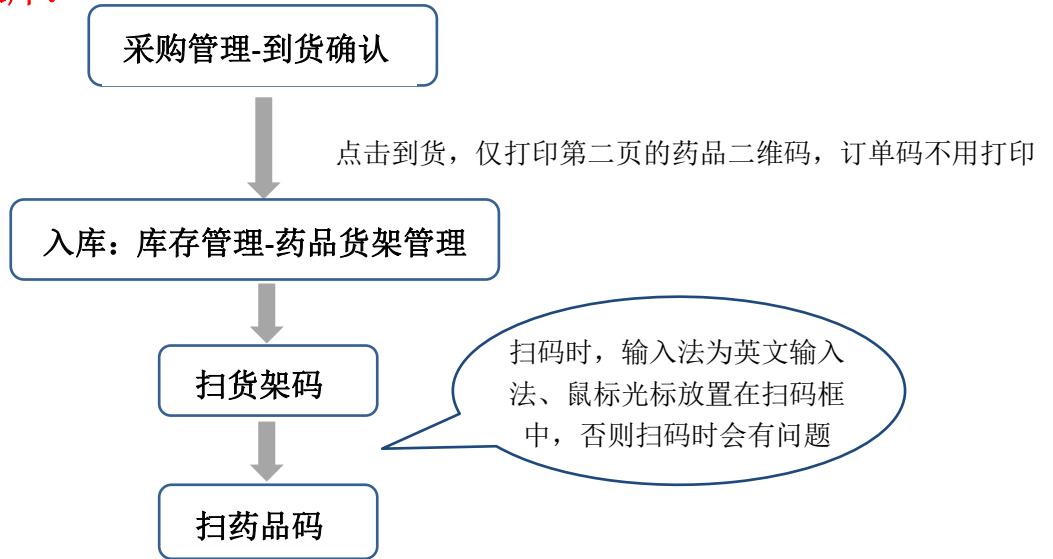 采购管理-到货确认
点击到货，仅打印第二页的药品二维码，订单码不用打印
入库：库存管理-药品货架管理
扫货架码
扫码时，输入法为英文输入
法、鼠标光标放置在扫码框
中，否则扫码时会有问题
扫药品码